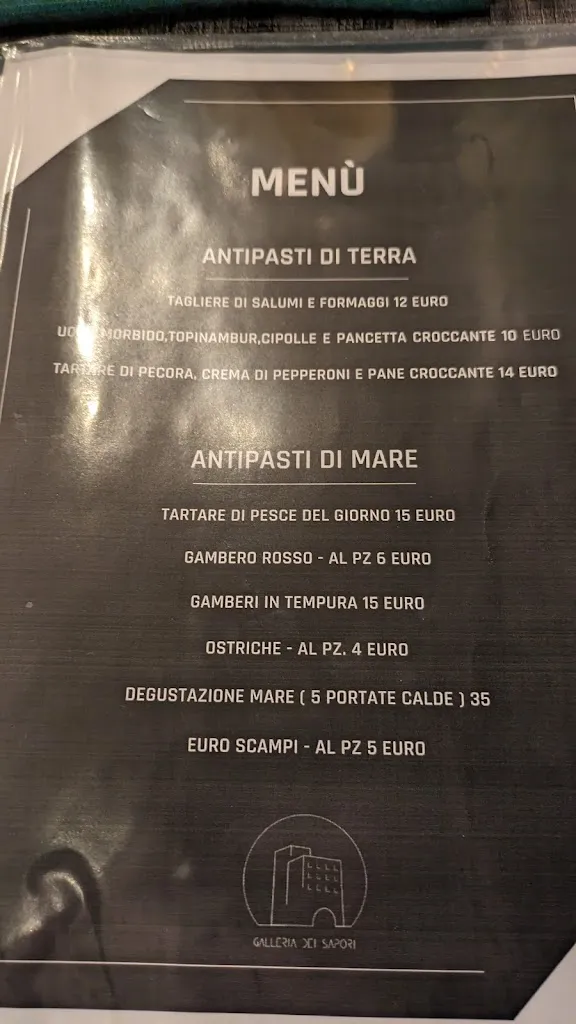 MENÙ
ANTIPASTI DI TERRA
TAGLIERE DI SALUMI E FORMAGGI 12 EURO
MORBIDO,TOPINAMBUR,CIPOLLE E PANCETTA CROCCANTE 10 EURO
TARTARE DI PECORA, CREMA DI PEPPERONI E PANE CROCCANTE 14 EURO
ANTIPASTI DI MARE
TARTARE DI PESCE DEL GIORNO 15 EURO
GAMBERO ROSSO - AL PZ 6 EURO
GAMBERI IN TEMPURA 15 EURO
OSTRICHE - AL PZ. 4 EURO
DEGUSTAZIONE MARE ( 5 PORTATE CALDE ) 35
EURO SCAMPI - AL PZ 5 EURO
GALLERIA DEI SAPORI